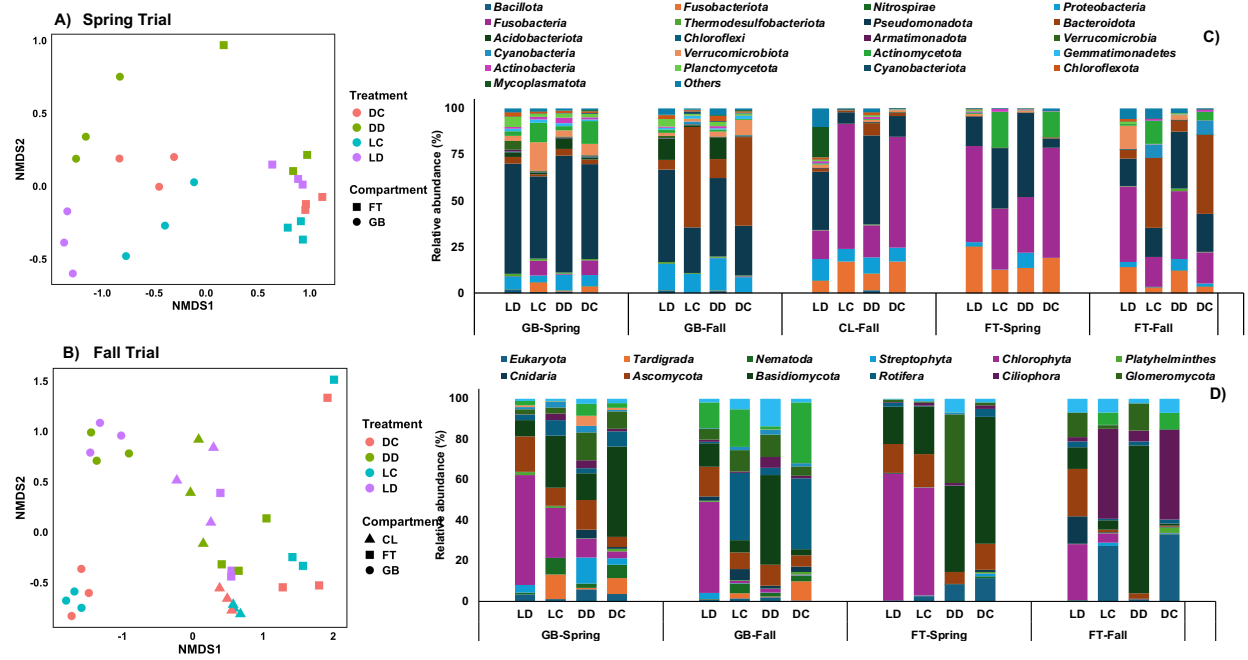 A) Spring Trial
1.0
0.5
0.0
-0.5
NMDS2
-1.0 -0.5 0.0 0.5 1.0
NMDS1
Treatment
DC
DD
LC
LD
Compartment
FT
GB
B) Fall Trial
1.5
1.0
0.5
0.0
-0.5
NMDS2
-1 0 1 2
NMDS1
Treatment
DC
DD
LC
LD
Compartment
CL
FT
GB
C)
Bacillota Fusobacteriota Nitrospirae Proteobacteria
Fusobacteria Thermodesulfobacteriota Pseudomonadota Bacteroidota
Acidobacteriota Chloroflexi Armatimonadota Verrucomicrobia
Cyanobacteria Verrucomicrobiota Actinomycetota Gemmatimonadetes
Actinobacteria Planctomycetota Cyanobacteriota Chloroflexota
Mycoplasmatota Others
Relative abundance (%)
100
75
50
25
0
LD LC DD DC LD LC DD DC LD LC DD DC LD LC DD DC LD LC DD DC
GB-Spring GB-Fall CL-Fall FT-Spring FT-Fall
D)
Eukaryota Tardigrada Nematoda Streptophyta Chlorophyta Platyhelminthes
Cnidaria Ascomycota Basidiomycota Rotifera Ciliophora Glomeromycota
Relative abundance (%)
100
80
60
40
20
0
LD LC DD DC LD LC DD DC LD LC DD DC LD LC DD DC
GB-Spring GB-Fall FT-Spring FT-Fall